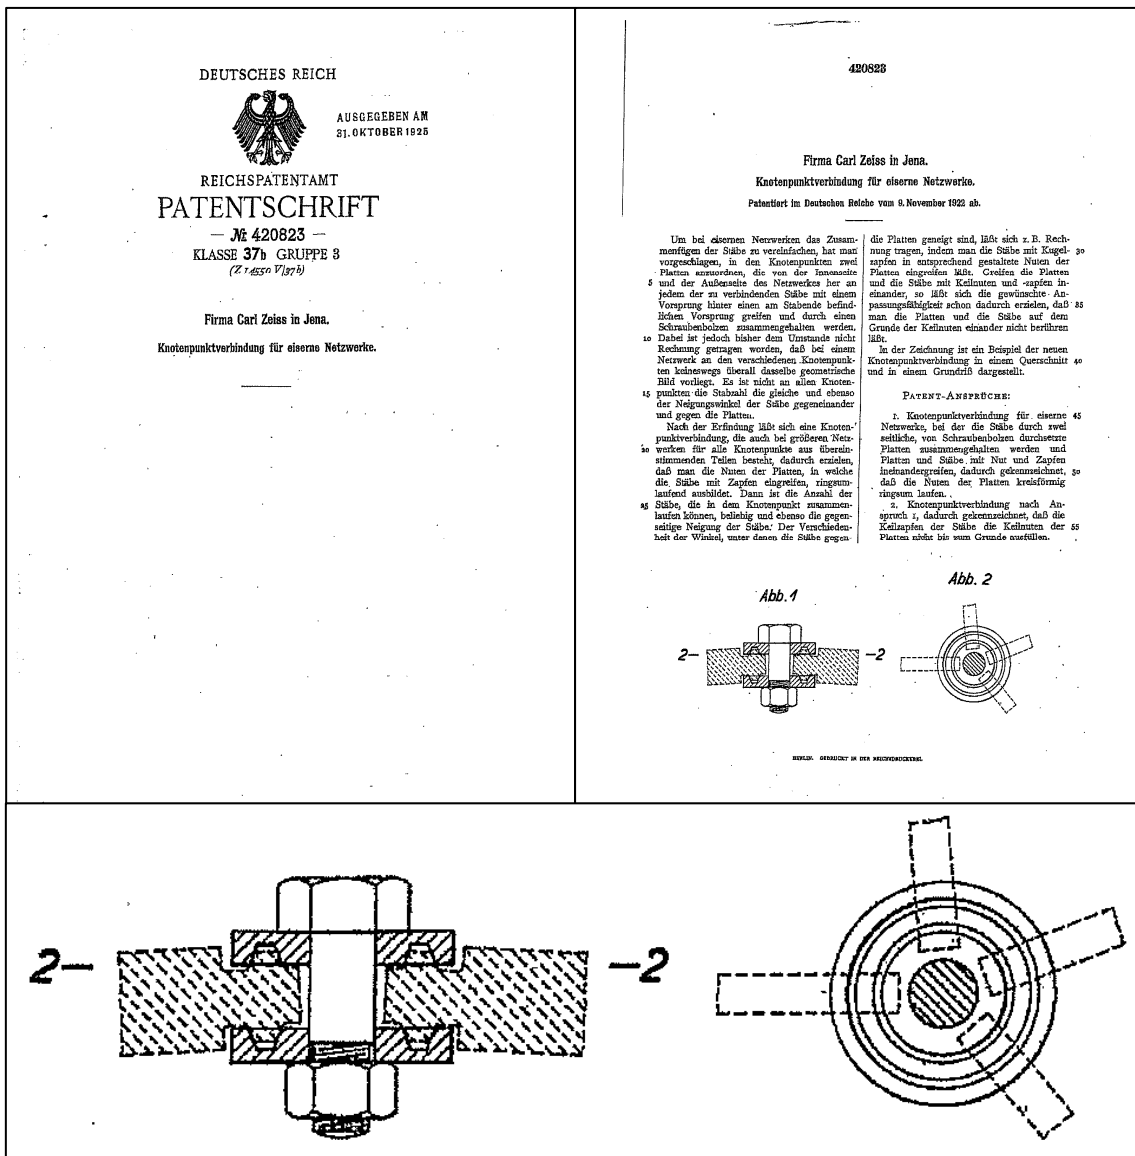 DEUTSCHES REICH
AUSGEGEBEN AM
31. OKTOBER 1925
REICHSPATENTAMT
PATENTSCHRIFT
— № 420823 —
KLASSE 37b GRUPPE 3
(Z 14550 V|37b)
Firma Carl Zeiss in Jena.
Knotenpunktverbindung für eiserne Netzwerke.
420823
Firma Carl Zeiss in Jena.
Knotenpunktverbindung für eiserne Netzwerke.
Patentiert im Deutschen Reiche vom 9. November 1922 ab.
Um bei eisernen Netzwerken das Zusam-
menfügen der Stäbe zu vereinfachen, hat man
vorgeschlagen, in den Knotenpunkten zwei
Platten anzuordnen, die von der Innenseite
5 und der Außenseite des Netzwerkes her an
jedem der zu verbindenden Stäbe mit einem
Vorsprung hinter einen am Stabende befind-
lichen Vorsprung greifen und durch einen
Schraubenbolzen zusammengehalten werden.
10 Dabei ist jedoch bisher dem Umstande nicht
Rechnung getragen worden, daß bei einem
Netzwerk an den verschiedenen Knotenpunk-
ten keineswegs überall dasselbe geometrische
Bild vorliegt. Es ist nicht an allen Knoten-
15 punkten die Stabzahl die gleiche und ebenso
der Neigungswinkel der Stäbe gegeneinander
und gegen die Platten.
Nach der Erfindung läßt sich eine Knoten-
punktverbindung, die auch bei größeren Netz-
20 werken für alle Knotenpunkte aus überein-
stimmenden Teilen besteht, dadurch erzielen,
daß man die Nuten der Platten, in welche
die Stäbe mit Zapfen eingreifen, ringsum-
laufend ausbildet. Dann ist die Anzahl der
25 Stäbe, die in dem Knotenpunkt zusammen-
laufen können, beliebig und ebenso die gegen-
seitige Neigung der Stäbe. Der Verschieden-
heit der Winkel, unter denen die Stäbe gegen
die Platten geneigt sind, läßt sich z. B. Rech-
nung tragen, indem man die Stäbe mit Kugel- 30
zapfen in entsprechend gestaltete Nuten der
Platten eingreifen läßt. Greifen die Platten
und die Stäbe mit Keilnuten und -zapfen in-
einander, so läßt sich die gewünschte An-
passungsfähigkeit schon dadurch erzielen, daß 35
man die Platten und die Stäbe auf dem
Grunde der Keilnuten einander nicht berühren
läßt.
In der Zeichnung ist ein Beispiel der neuen
Knotenpunktverbindung in einem Querschnitt 40
und in einem Grundriß dargestellt.
PATENT-ANSPRÜCHE:
1. Knotenpunktverbindung für eiserne 45
Netzwerke, bei der die Stäbe durch zwei
seitliche, von Schraubenbolzen durchsetzte
Platten zusammengehalten werden und
Platten und Stäbe mit Nut und Zapfen
ineinandergreifen, dadurch gekennzeichnet, 50
daß die Nuten der Platten kreisförmig
ringsum laufen.
2. Knotenpunktverbindung nach An-
spruch 1, dadurch gekennzeichnet, daß die
Keilzapfen der Stäbe die Keilnuten der 55
Platten nicht bis zum Grunde ausfüllen.
Abb. 1
Abb. 2
2— —2
BERLIN. GEDRUCKT IN DER REICHSDRUCKEREI.
2— —2